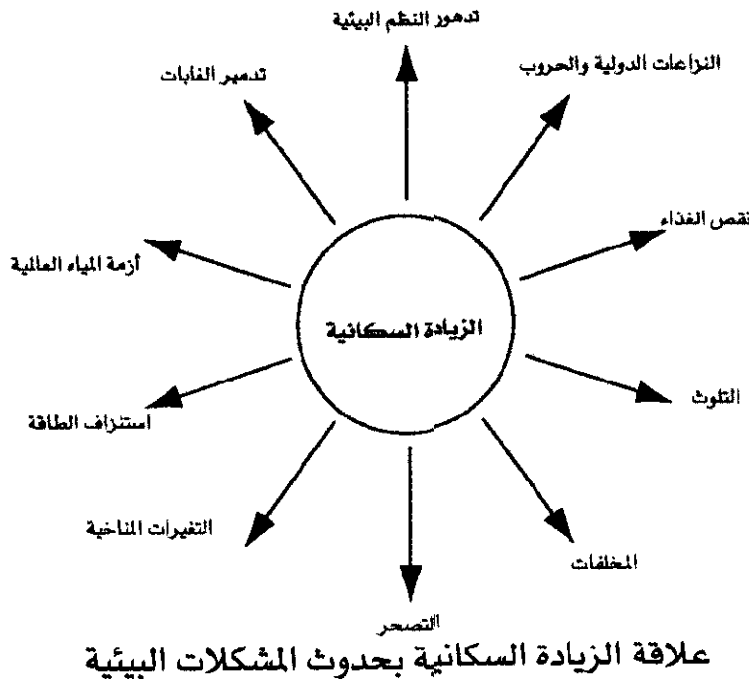 تدهور النظم البيئية
النزاعات الدولية والحروب
تدمير الغابات
نقص الغذاء
أزمة المياه العالمية
الزيادة السكانية
التلوث
استنزاف الطاقة
التغيرات المناخية
المخلفات
التصحر
علاقة الزيادة السكانية بحدوث المشكلات البيئية